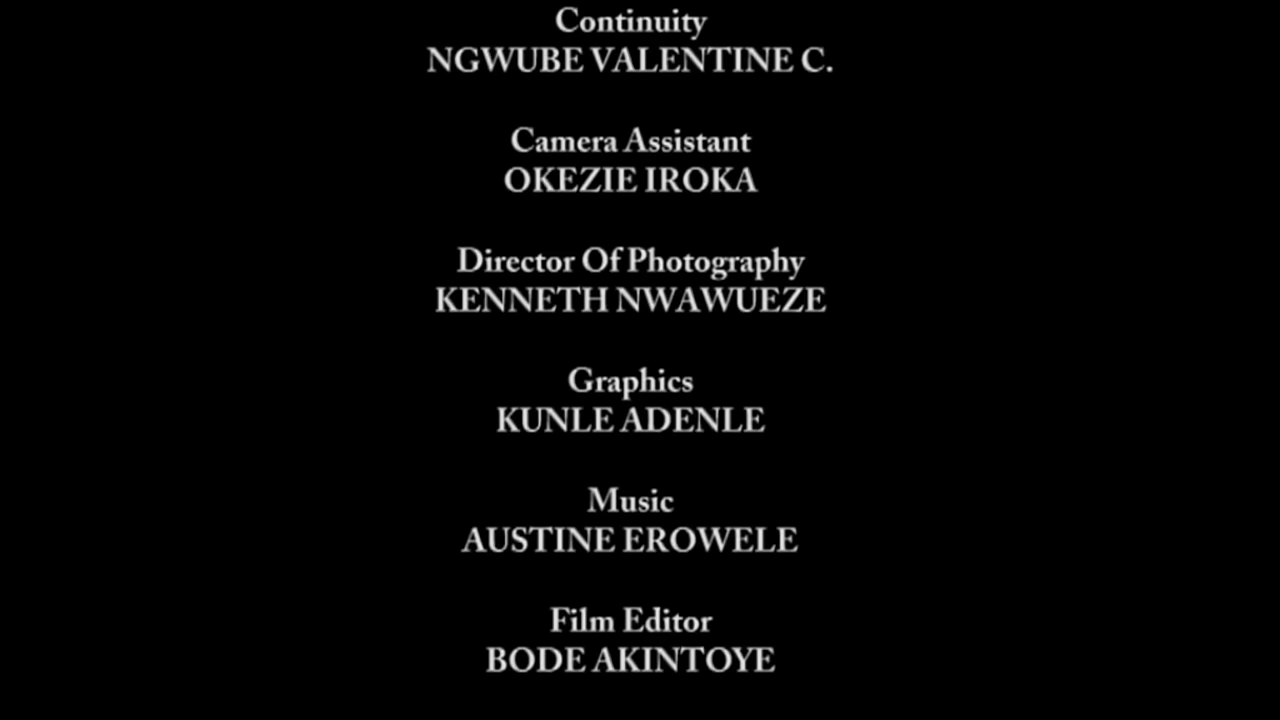 Continuity
NGWUBE VALENTINE C.
Camera Assistant
OKEZIE IROKA
Director Of Photography
KENNETH NWAWUEZE
Graphics
KUNLE ADENLE
Music
AUSTINE EROWELE
Film Editor
BODE AKINTOYE